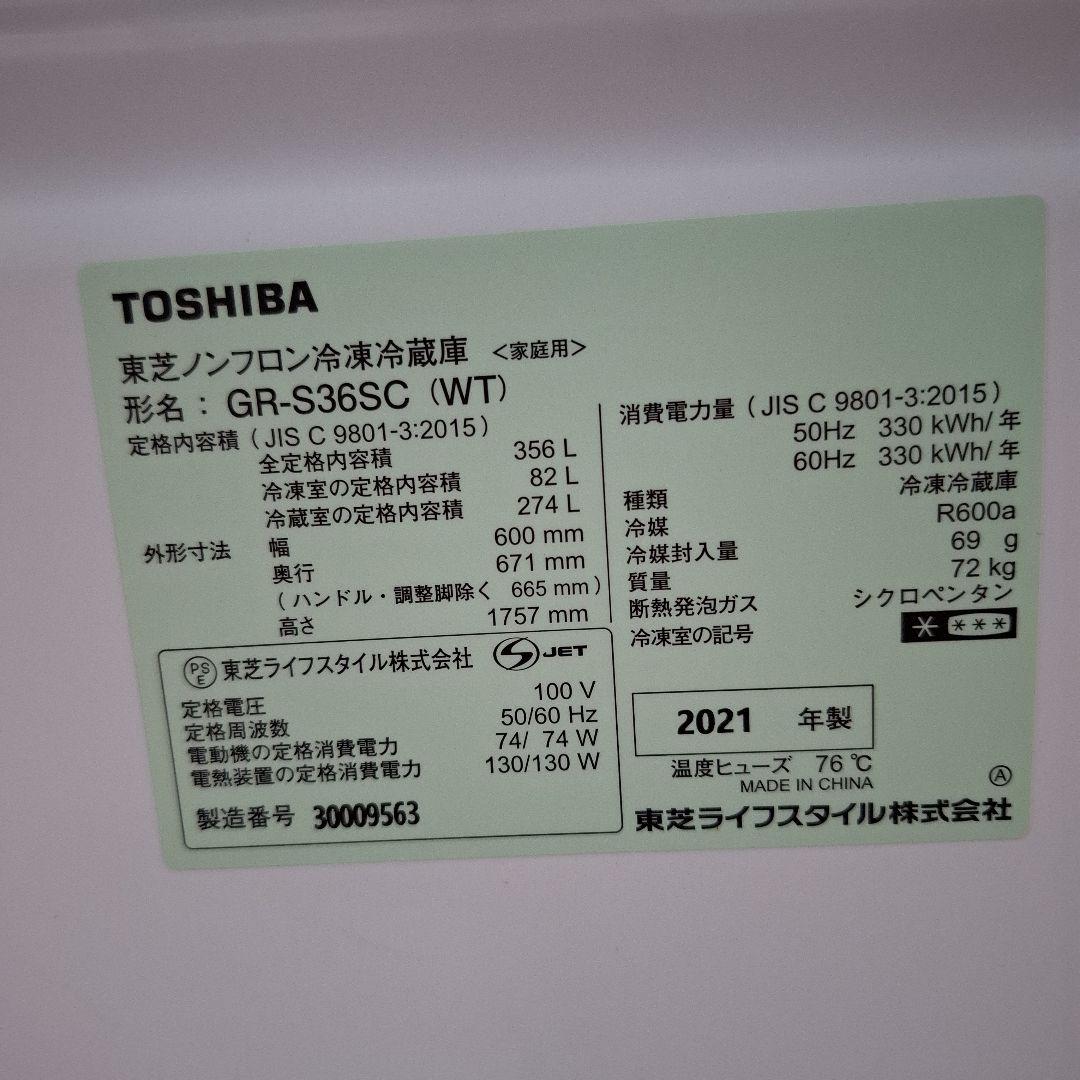 TOSHIBA
東芝ノンフロン冷凍冷蔵庫 <家庭用>
形名：GR-S36SC (WT)
定格内容積 ( JIS C 9801-3:2015 )
全定格内容積 356 L
冷凍室の定格内容積 82 L
冷蔵室の定格内容積 274 L
外形寸法 幅 600 mm
奥行 671 mm
( ハンドル・調整脚除く 665 mm )
高さ 1757 mm
PSE 東芝ライフスタイル株式会社 S JET
定格電圧 100 V
定格周波数 50/60 Hz
電動機の定格消費電力 74/ 74 W
電熱装置の定格消費電力 130/130 W
製造番号 30009563
消費電力量 ( JIS C 9801-3:2015 )
50Hz 330 kWh/ 年
60Hz 330 kWh/ 年
種類 冷凍冷蔵庫
冷媒 R600a
冷媒封入量 69 g
質量 72 kg
断熱発泡ガス シクロペンタン
冷凍室の記号 * ***
2021 年製
温度ヒューズ 76 ℃
MADE IN CHINA
Ⓐ
東芝ライフスタイル株式会社